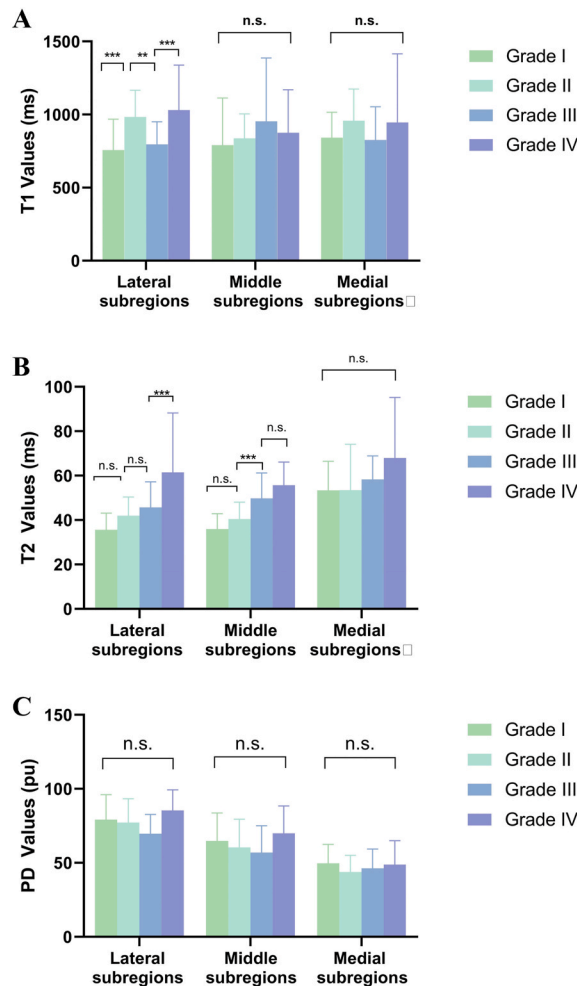 A
T1 Values (ms)
1500
1000
500
0
***
**
***
n.s.
n.s.
Lateral
subregions
Middle
subregions
Medial
subregions□
Grade I
Grade II
Grade III
Grade IV
B
T2 Values (ms)
100
80
60
40
20
0
n.s.
n.s.
***
n.s.
***
n.s.
n.s.
Lateral
subregions
Middle
subregions
Medial
subregions□
Grade I
Grade II
Grade III
Grade IV
C
PD Values (pu)
150
100
50
0
n.s.
n.s.
n.s.
Lateral
subregions
Middle
subregions
Medial
subregions
Grade I
Grade II
Grade III
Grade IV